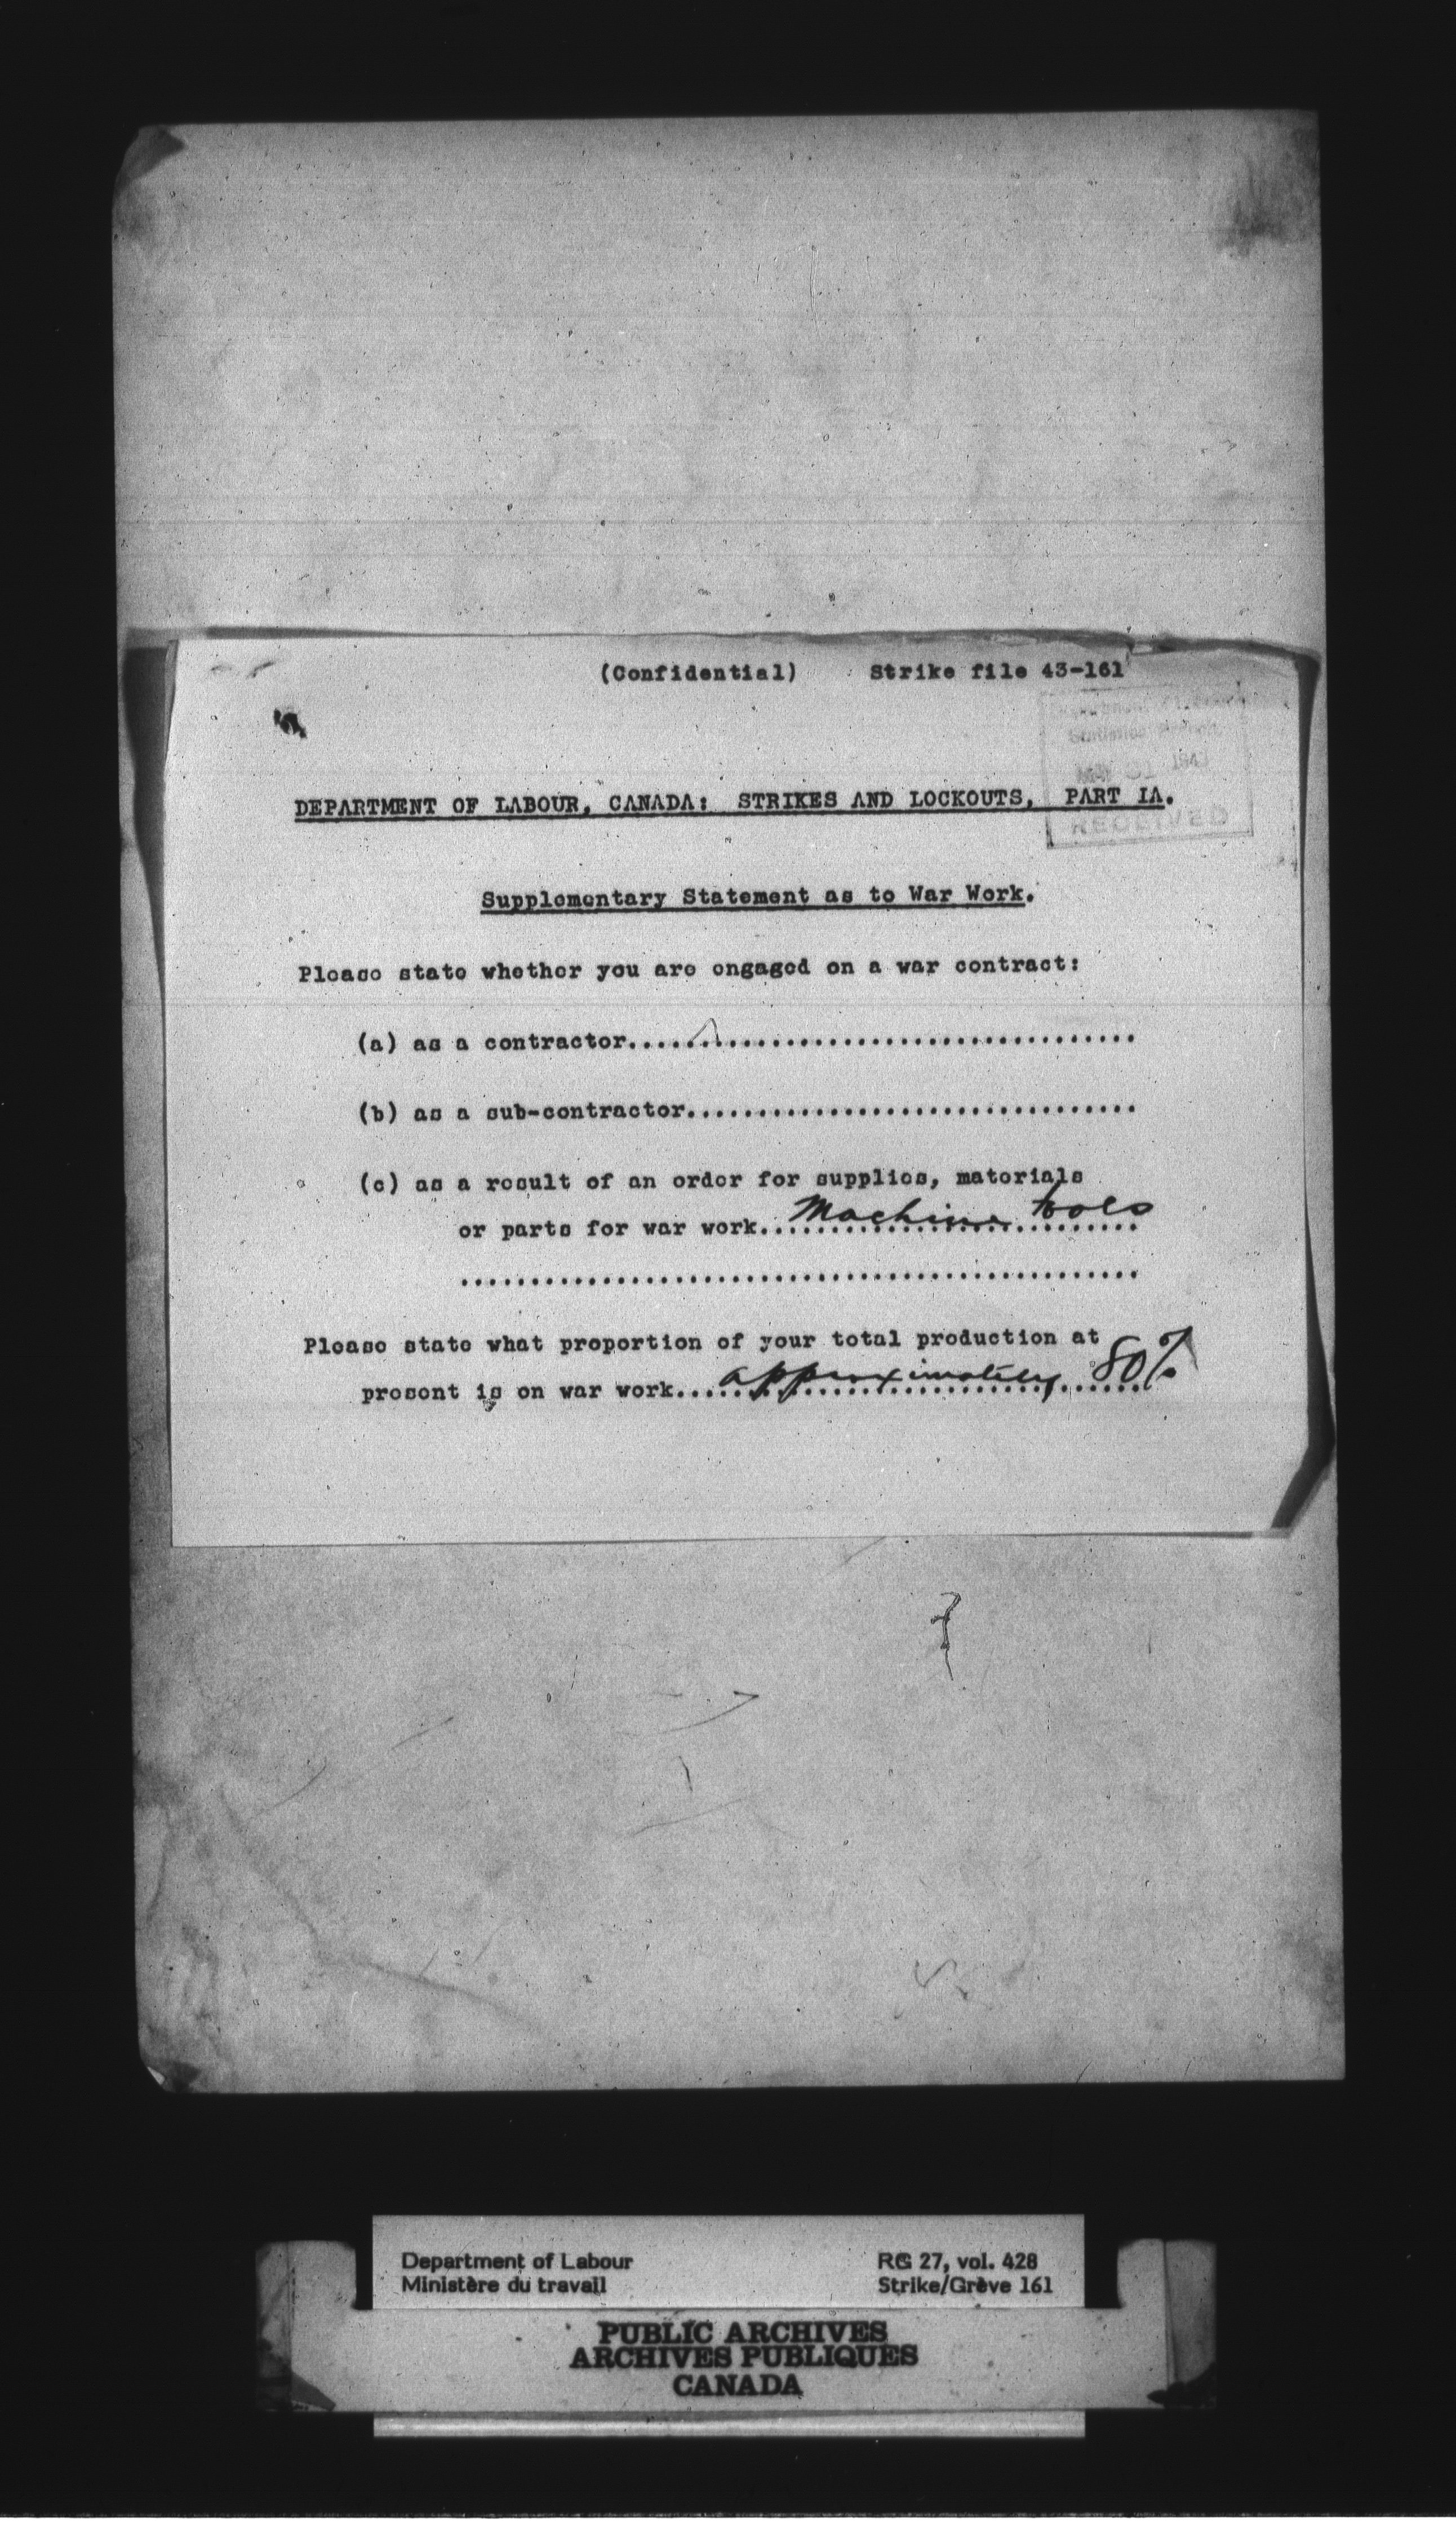 (Confidential) Strike file 43-161
MAY 31 1943
DEPARTMENT OF LABOUR, CANADA: STRIKES AND LOCKOUTS, PART IA.
RECEIVED
Supplementary Statement as to War Work.
Please state whether you are engaged on a war contract:
(a) as a contractor....................................
(b) as a sub-contractor................................
(c) as a result of an order for supplies, materials
or parts for war work..Machine tools
................................................
Please state what proportion of your total production at
present is on war work...approximately 80%
Department of Labour RG 27, vol. 428
Ministère du travail Strike/Grève 161
PUBLIC ARCHIVES
ARCHIVES PUBLIQUES
CANADA